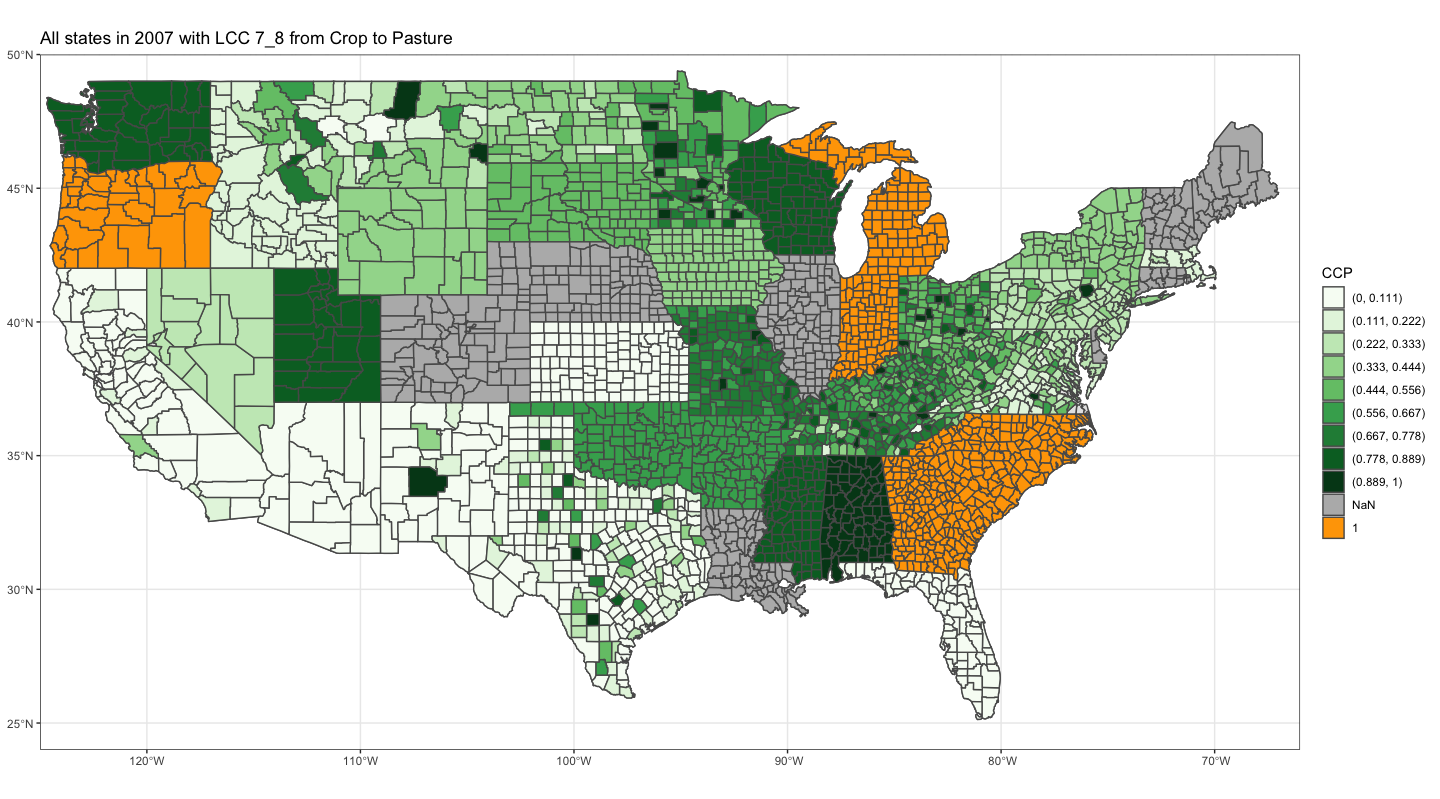 All states in 2007 with LCC 7_8 from Crop to Pasture
50°N
45°N
40°N
35°N
30°N
25°N
120°W
110°W
100°W
90°W
80°W
70°W
CCP
(0, 0.111)
(0.111, 0.222)
(0.222, 0.333)
(0.333, 0.444)
(0.444, 0.556)
(0.556, 0.667)
(0.667, 0.778)
(0.778, 0.889)
(0.889, 1)
NaN
1